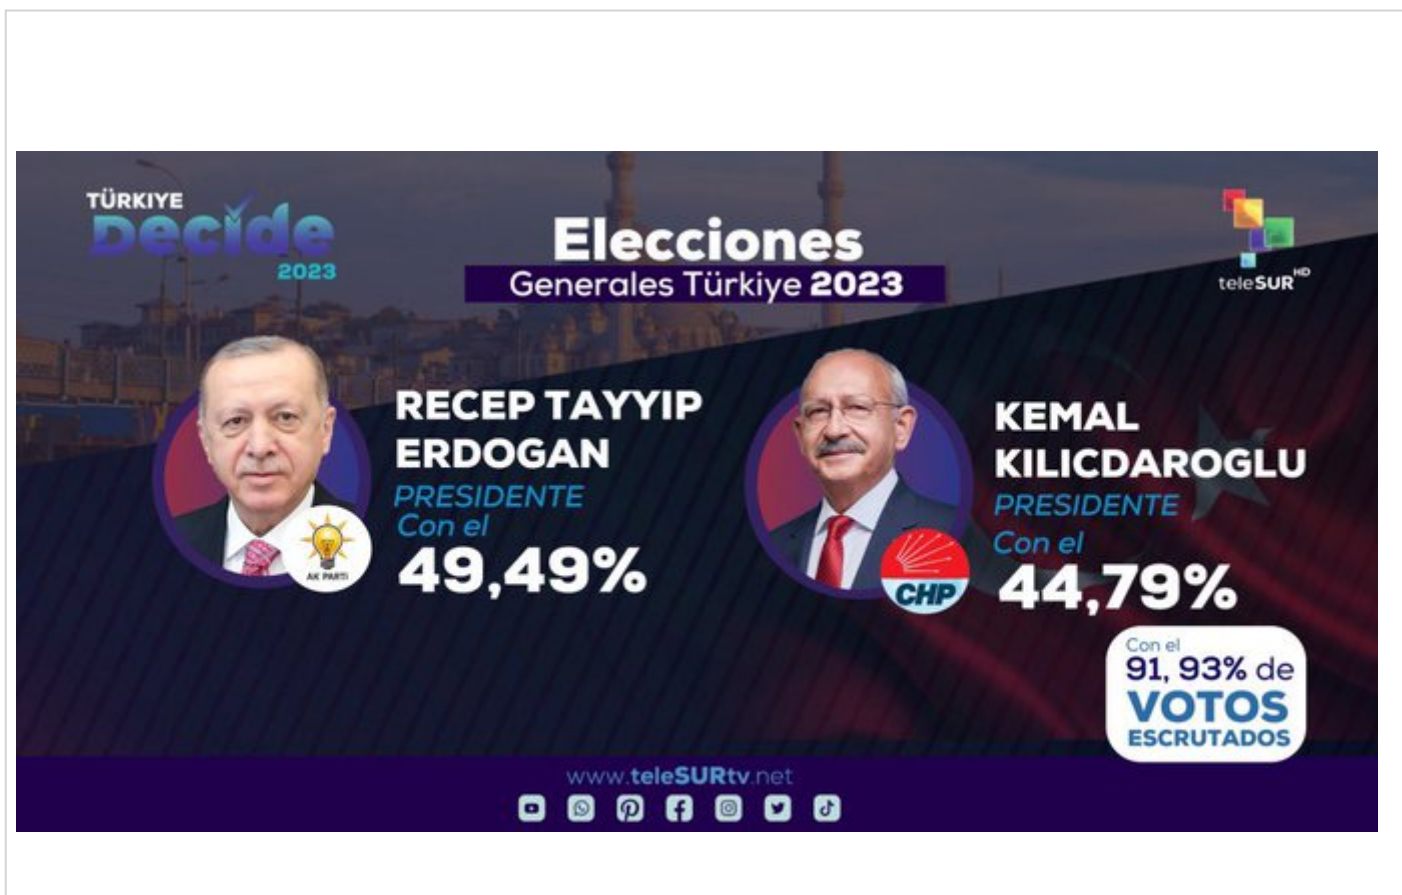 TÜRKIYE
Decide
2023
Elecciones
Generales Türkiye 2023
teleSUR HD
RECEP TAYYIP
ERDOGAN
PRESIDENTE
Con el
49,49%
AK PARTİ
KEMAL
KILICDAROGLU
PRESIDENTE
Con el
44,79%
CHP
Con el
91, 93% de
VOTOS
ESCRUTADOS
www.teleSURtv.net